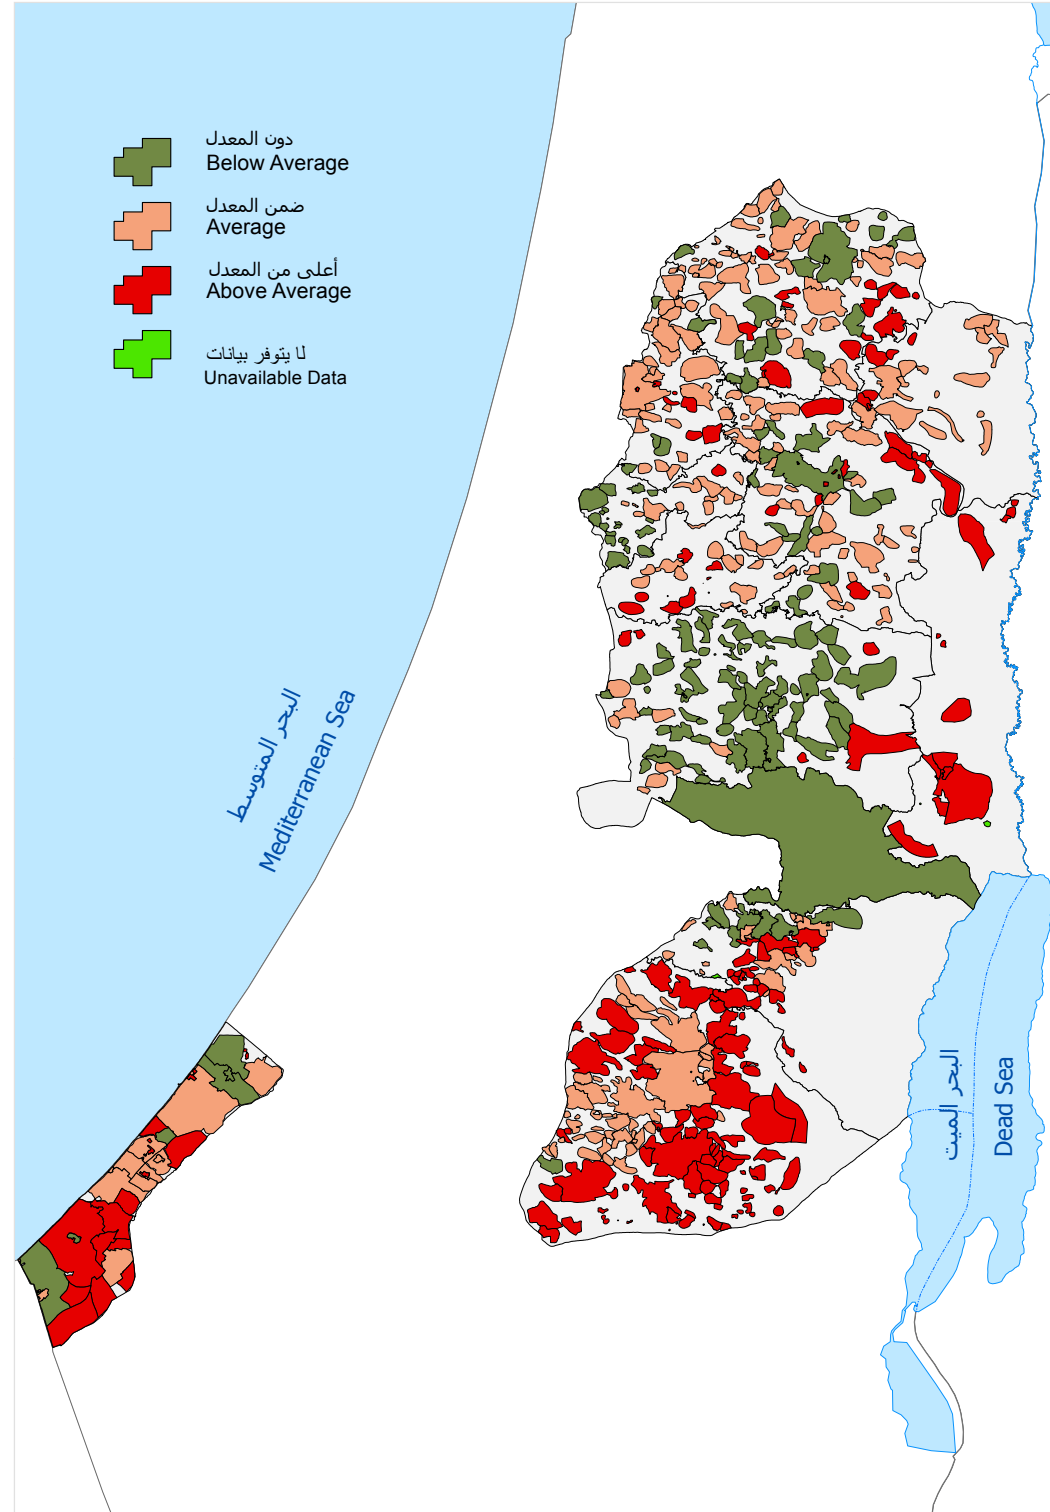 دون المعدل
Below Average
ضمن المعدل
Average
أعلى من المعدل
Above Average
لا يتوفر بيانات
Unavailable Data
البحر المتوسط
Mediterranean Sea
البحر الميت
Dead Sea